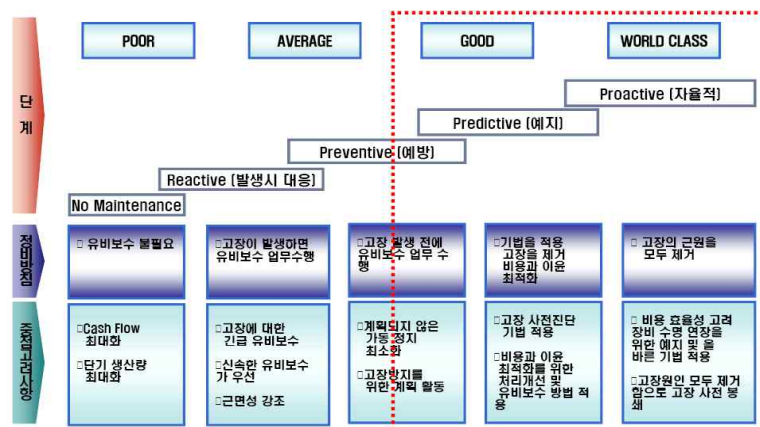 POOR
AVERAGE
GOOD
WORLD CLASS
단
계
Proactive (자율적)
Predictive (예지)
Preventive (예방)
Reactive (발생시 대응)
No Maintenance
정비방침
유비보수 불필요
고장이 발생하면
유비보수 업무수행
고장 발생 전에
유비보수 업무 수
행
기법을 적용
고장을 제거
비용과 이윤
최적화
고장의 근원을
모두 제거
중점고려사항
Cash Flow
최대화
단기 생산량
최대화
고장에 대한
긴급 유비보수
신속한 유비보수
가 우선
근면성 강조
계획되지 않은
가동 정지
최소화
고장방지를
위한 계획 활동
고장 사전진단
기법 적용
비용과 이윤
최적화를 위한
처리개선 및
유비보수 방법 적
용
비용 효율성 고려
장비 수명 연장을
위한 예지 및 올
바른 기법 적용
고장원인 모두 제거
함으로 고장 사전 봉
쇄